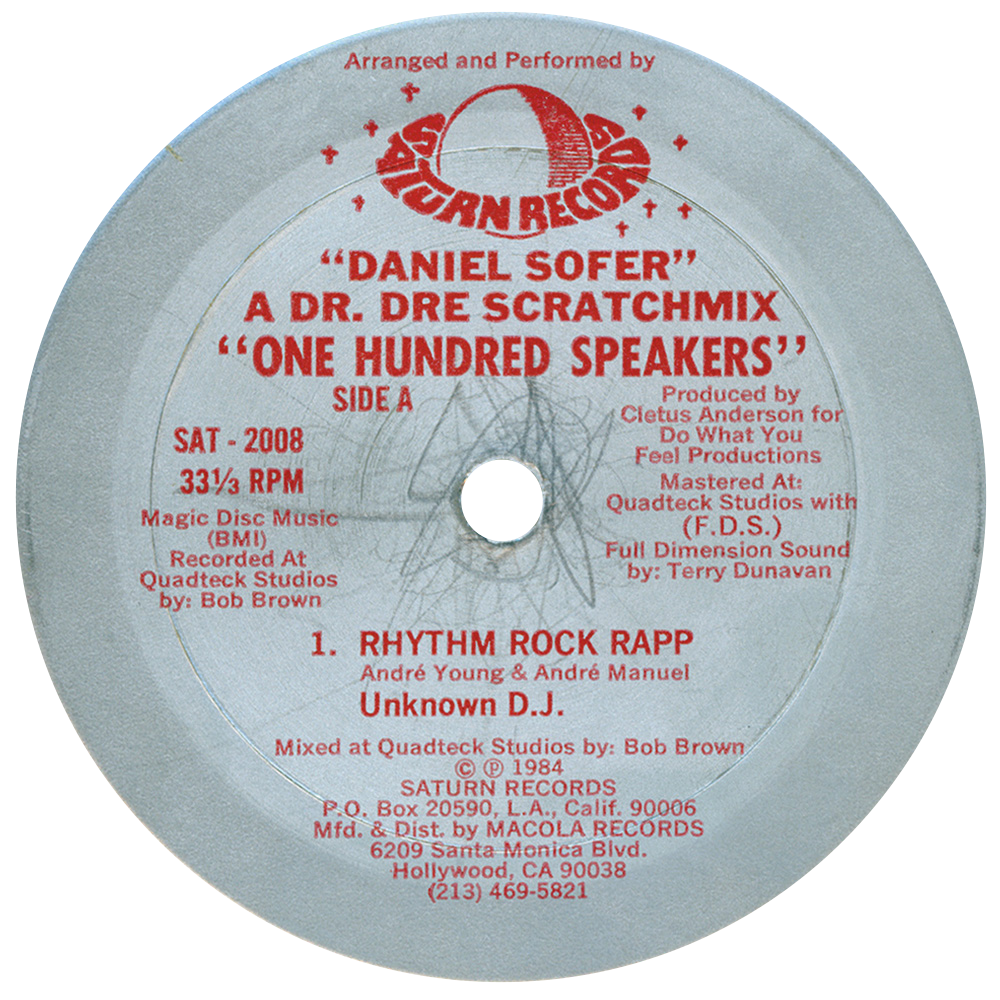 Arranged and Performed by
SATURN RECORDS
“DANIEL SOFER”
A DR. DRE SCRATCHMIX
“ONE HUNDRED SPEAKERS”
SIDE A
SAT - 2008
33⅓ RPM
Magic Disc Music
(BMI)
Recorded At
Quadteck Studios
by: Bob Brown
Produced by
Cletus Anderson for
Do What You
Feel Productions
Mastered At:
Quadteck Studios with
(F.D.S.)
Full Dimension Sound
by: Terry Dunavan
1. RHYTHM ROCK RAPP
André Young & André Manuel
Unknown D.J.
Mixed at Quadteck Studios by: Bob Brown
© ℗ 1984
SATURN RECORDS
P.O. Box 20590, L.A., Calif. 90006
Mfd. & Dist. by MACOLA RECORDS
6209 Santa Monica Blvd.
Hollywood, CA 90038
(213) 469-5821